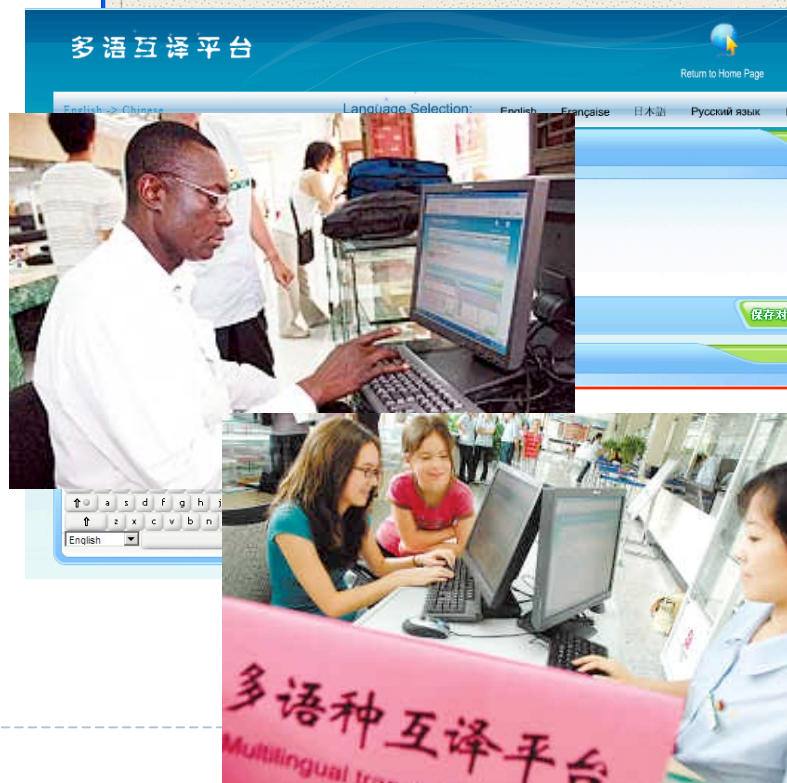 多语互译平台
Return to Home Page
English -> Chinese
Language Selection: English Française 日本語 Русский язык
保存对
a s d f g h j
z x c v b n
English
多语种互译平台
Multilingual